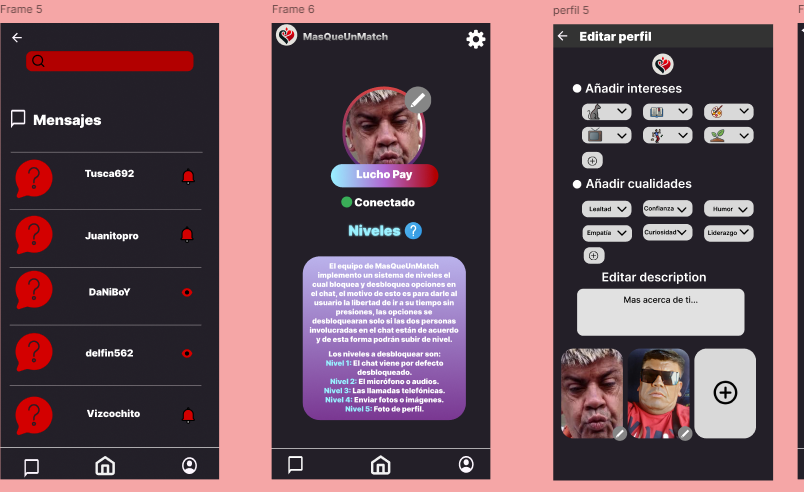 Frame 5
Mensajes
Tusca692
Juanitopro
DaNiBoY
delfin562
Vizcochito
Frame 6
MasQueUnMatch
Lucho Pay
Conectado
Niveles ?
El equipo de MasQueUnMatch
implemento un sistema de niveles el
cual bloquea y desbloquea opciones en
el chat, el motivo de esto es para darle al
usuario la libertad de ir a su tiempo sin
presiones, las opciones se
desbloquearan solo si las dos personas
involucradas en el chat están de acuerdo
y de esta forma podrán subir de nivel.
Los niveles a desbloquear son:
Nivel 1: El chat viene por defecto
desbloqueado.
Nivel 2: El micrófono o audios.
Nivel 3: Las llamadas telefónicas.
Nivel 4: Enviar fotos o imágenes.
Nivel 5: Foto de perfil.
perfil 5
Editar perfil
Añadir intereses
Añadir cualidades
Lealtad Confianza Humor
Empatía Curiosidad Liderazgo
Editar description
Mas acerca de ti...
F